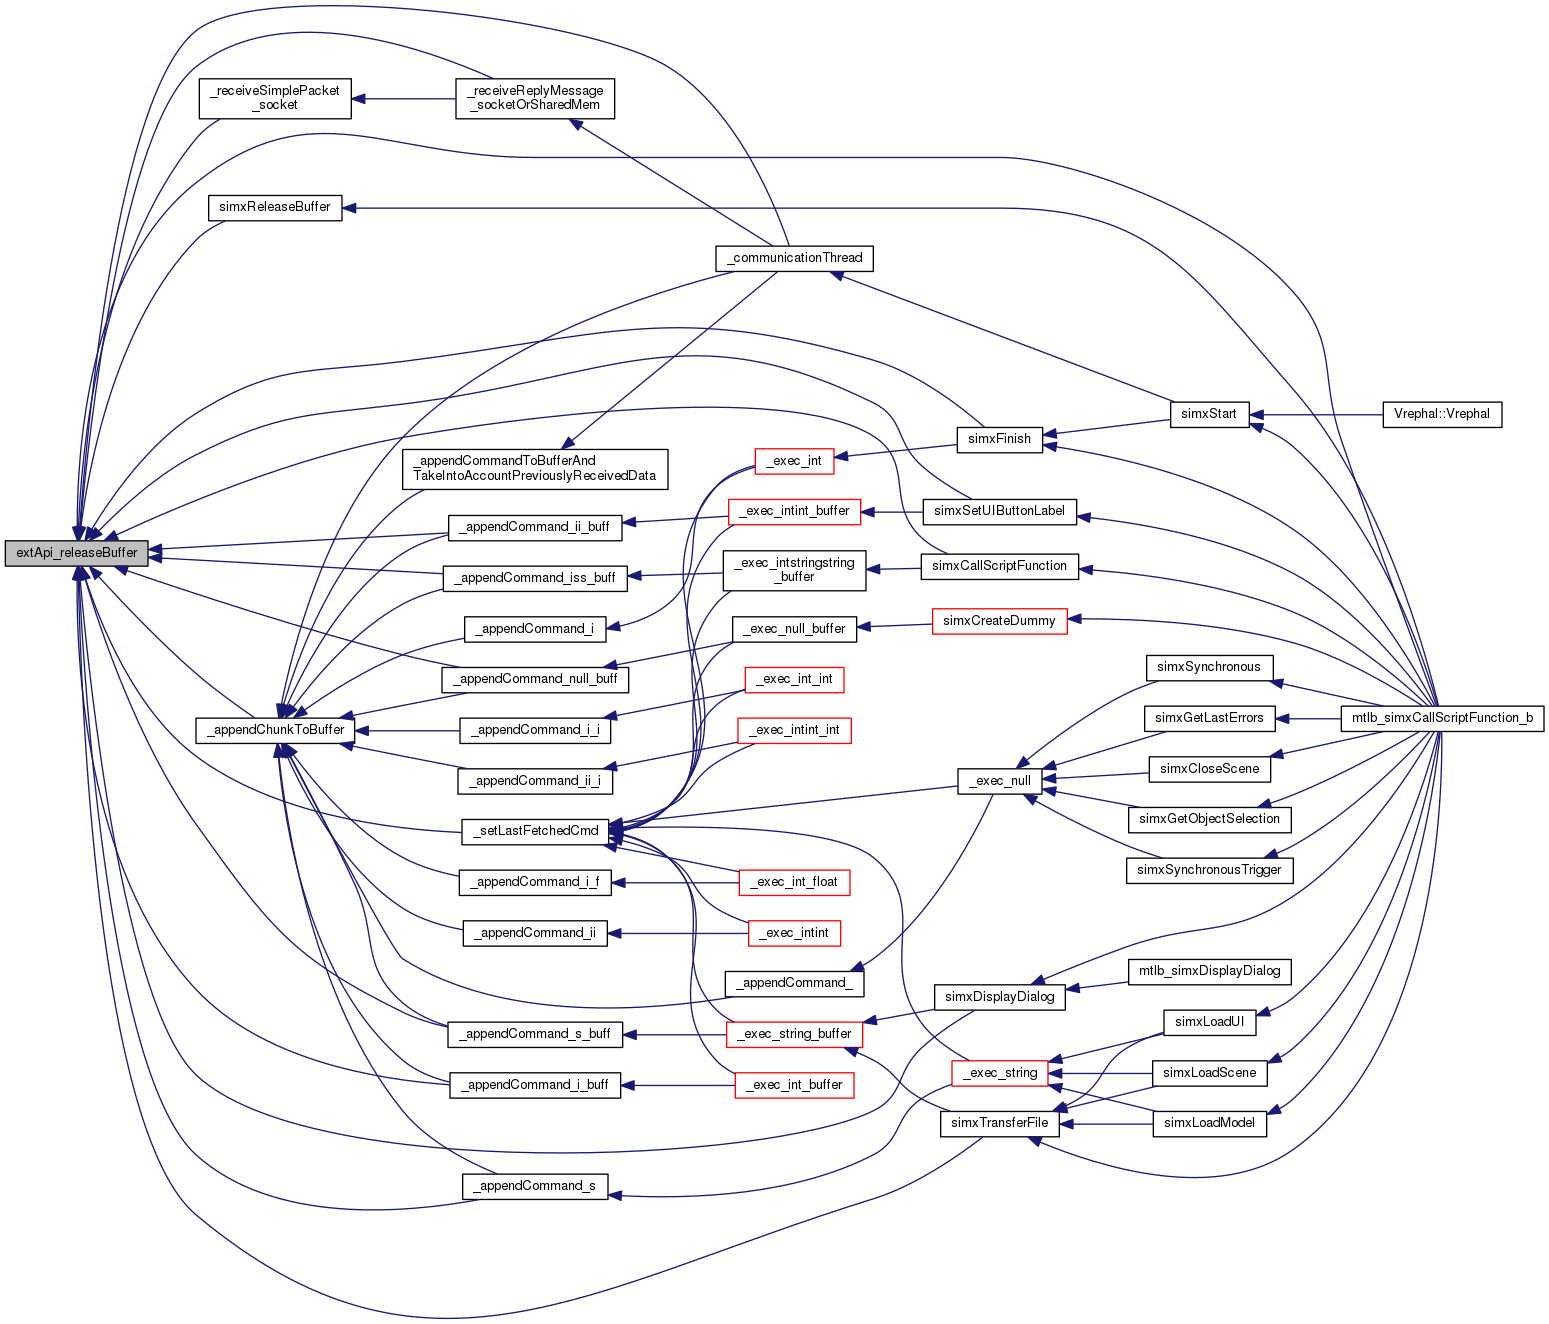 _receiveSimplePacket
_socket
_receiveReplyMessage
_socketOrSharedMem
simxReleaseBuffer
_communicationThread
simxStart
Vrephal::Vrephal
simxFinish
_appendCommandToBufferAnd
TakeIntoAccountPreviouslyReceivedData
_exec_int
_exec_intint_buffer
simxSetUIButtonLabel
_appendCommand_ii_buff
extApi_releaseBuffer
_exec_intstringstring
_buffer
simxCallScriptFunction
_appendCommand_iss_buff
_appendCommand_i
_exec_null_buffer
simxCreateDummy
simxSynchronous
_appendCommand_null_buff
_exec_int_int
simxGetLastErrors
mtlb_simxCallScriptFunction_b
_appendChunkToBuffer
_appendCommand_i_i
_exec_intint_int
simxCloseScene
_appendCommand_ii_i
_exec_null
simxGetObjectSelection
_setLastFetchedCmd
simxSynchronousTrigger
_appendCommand_i_f
_exec_int_float
_appendCommand_ii
_exec_intint
mtlb_simxDisplayDialog
_appendCommand_
simxDisplayDialog
simxLoadUI
_appendCommand_s_buff
_exec_string_buffer
_exec_string
simxLoadScene
_appendCommand_i_buff
_exec_int_buffer
simxTransferFile
simxLoadModel
_appendCommand_s